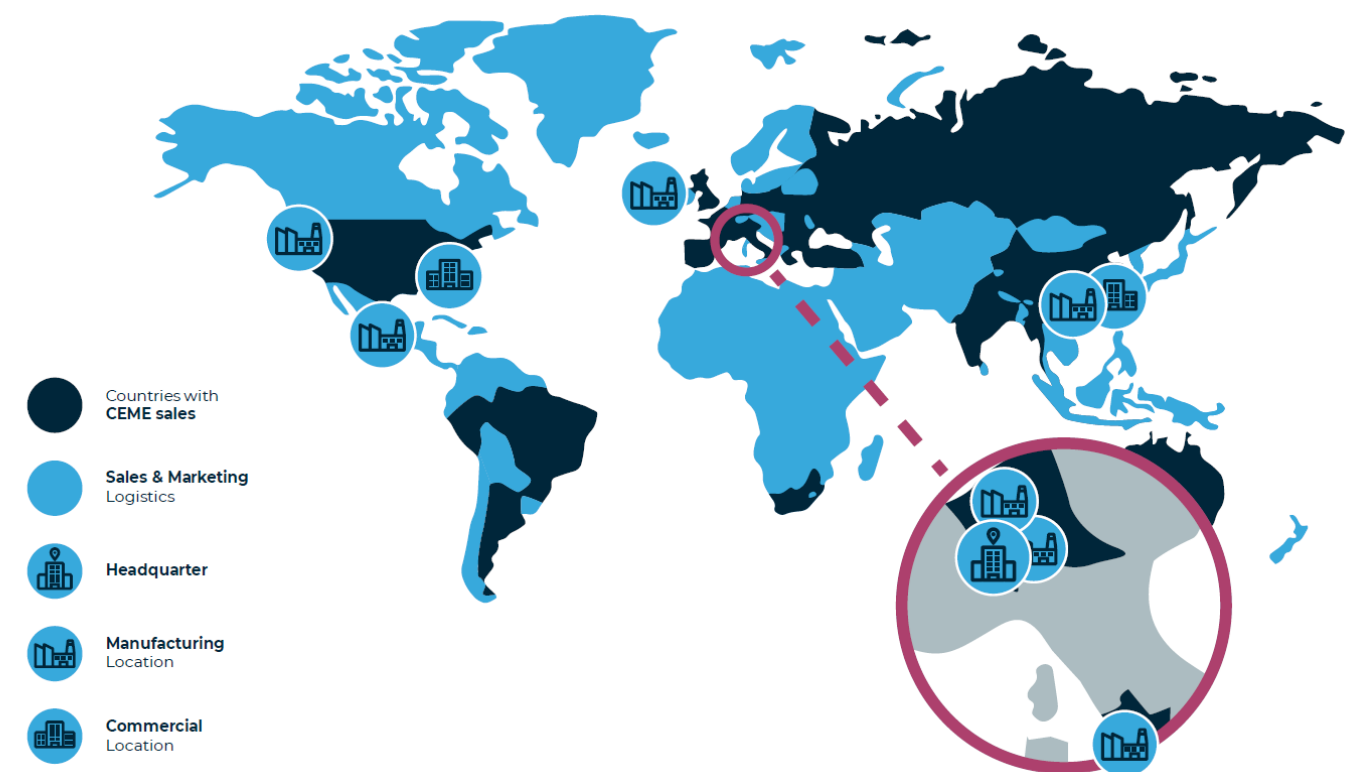 Countries with
CEME sales
Sales & Marketing
Logistics
Headquarter
Manufacturing
Location
Commercial
Location